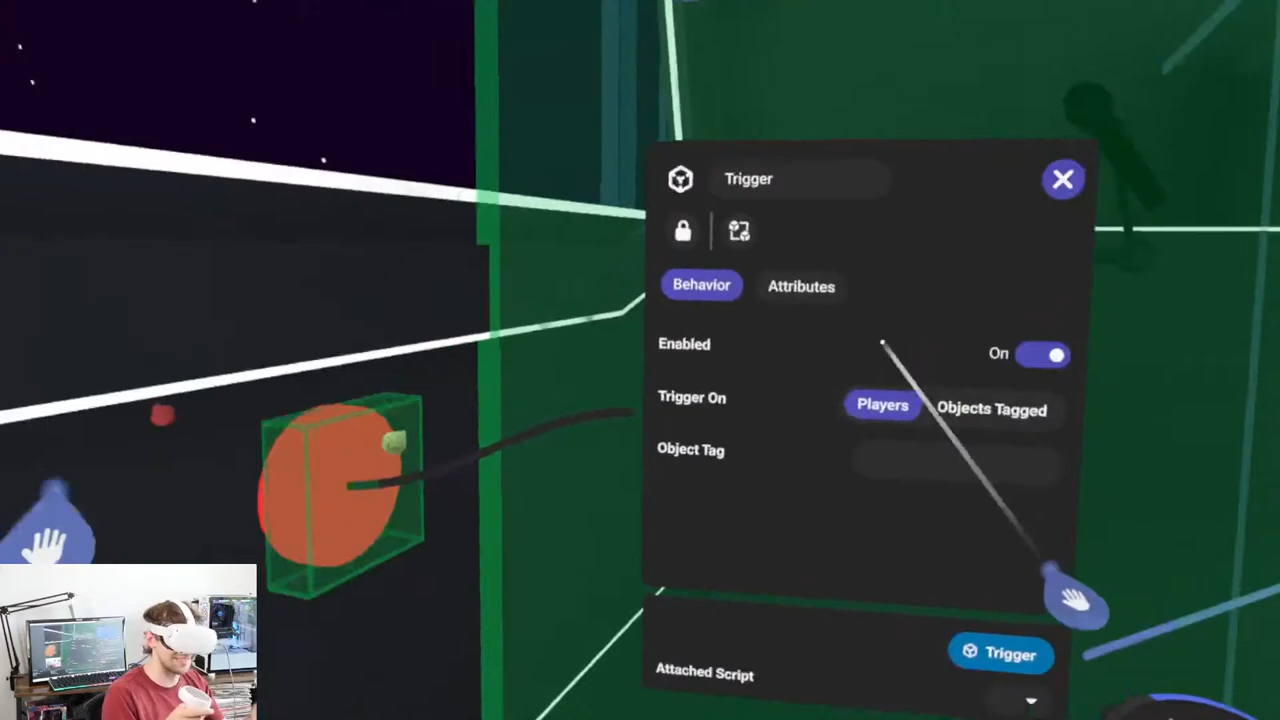 Trigger
Behavior Attributes
Enabled On
Trigger On Players Objects Tagged
Object Tag
Trigger
Attached Script